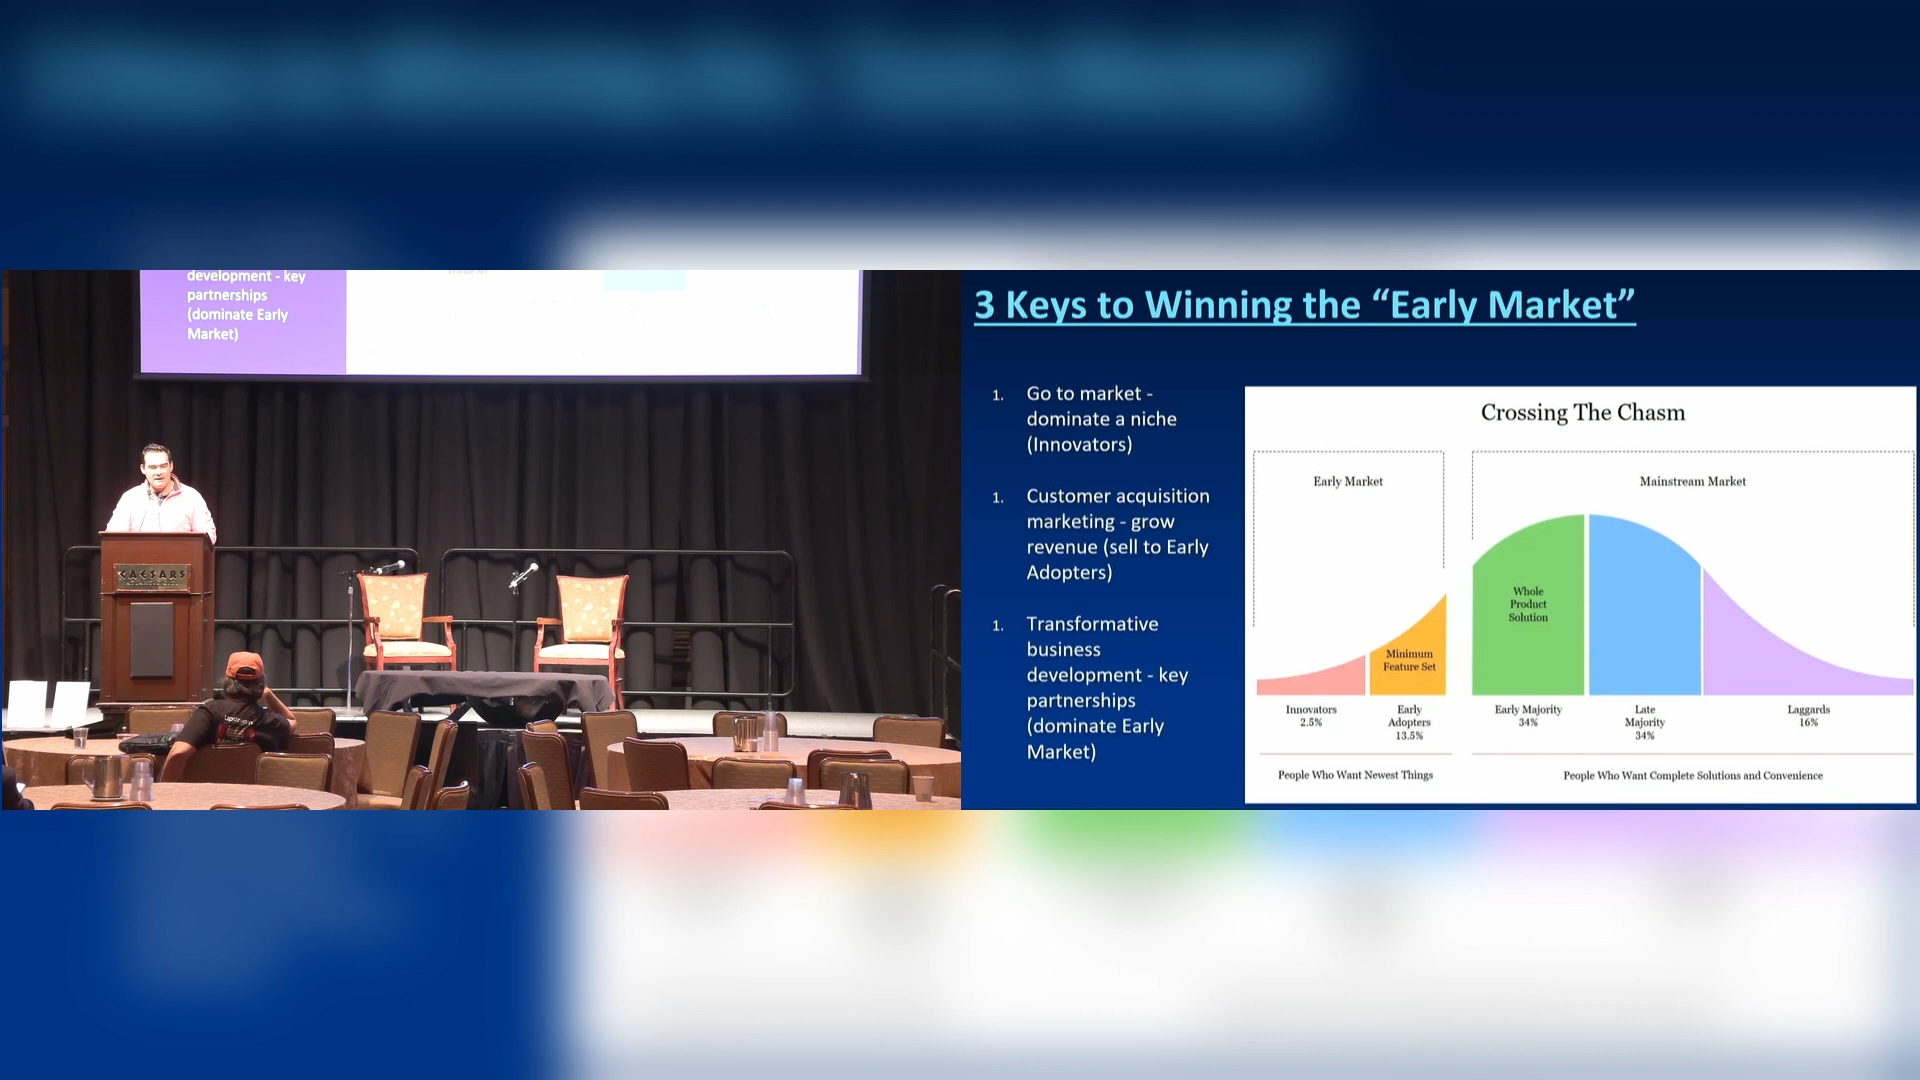 development - key
partnerships
(dominate Early
Market)
CAESARS
ATLANTIC CITY
3 Keys to Winning the “Early Market”
1. Go to market -
dominate a niche
(Innovators)
1. Customer acquisition
marketing - grow
revenue (sell to Early
Adopters)
1. Transformative
business
development - key
partnerships
(dominate Early
Market)
Crossing The Chasm
Early Market
Mainstream Market
Whole
Product
Solution
Minimum
Feature Set
Innovators
2.5%
Early
Adopters
13.5%
Early Majority
34%
Late
Majority
34%
Laggards
16%
People Who Want Newest Things
People Who Want Complete Solutions and Convenience